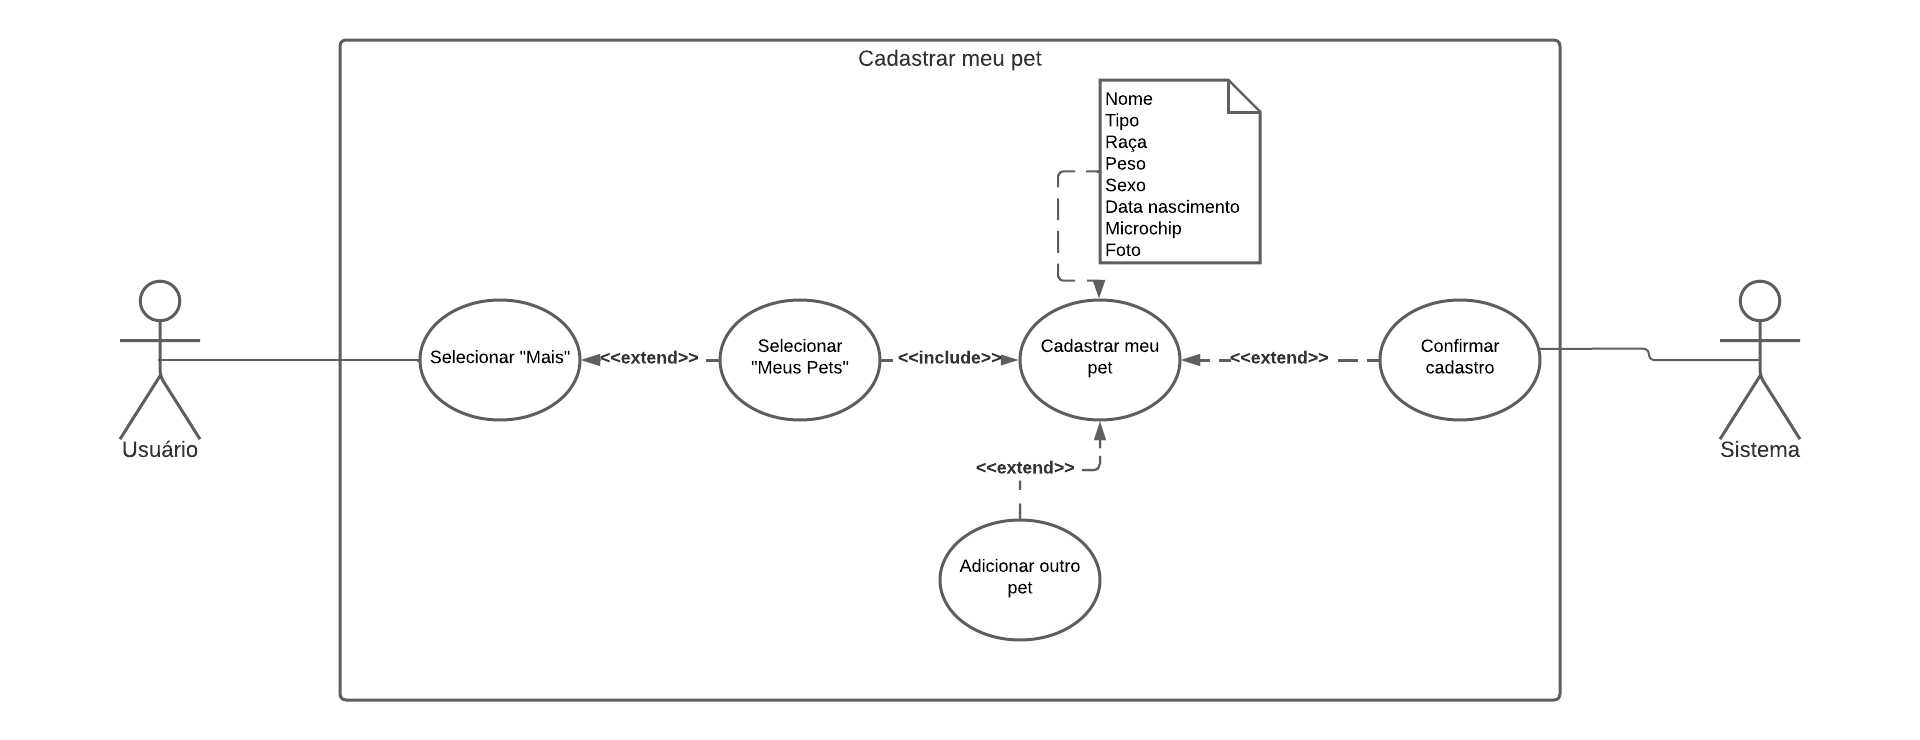 Cadastrar meu pet
Nome
Tipo
Raça
Peso
Sexo
Data nascimento
Microchip
Foto
Usuário
Selecionar "Mais"
<<extend>>
Selecionar
"Meus Pets"
<<include>>
Cadastrar meu
pet
<<extend>>
Confirmar
cadastro
Sistema
<<extend>>
Adicionar outro
pet